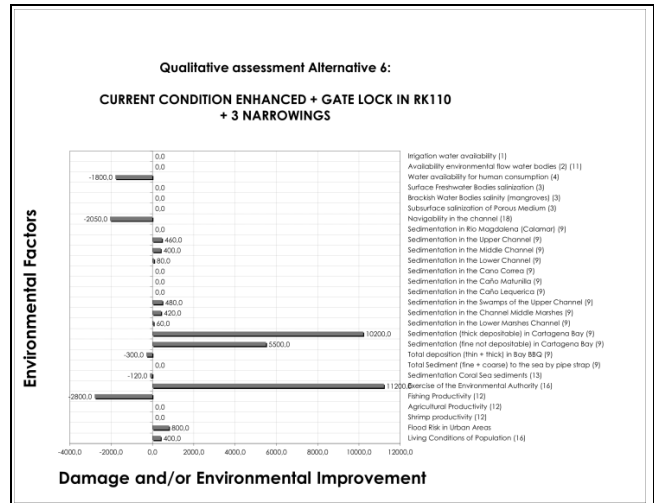 Qualitative assessment Alternative 6:
CURRENT CONDITION ENHANCED + GATE LOCK IN RK110
+ 3 NARROWINGS
Environmental Factors
0,0 Irrigation water availability (1)
0,0 Availability environmental flow water bodies (2) (11)
-1800,0 Water availability for human consumption (4)
0,0 Surface Freshwater Bodies salinization (3)
0,0 Brackish Water Bodies salinity (mangroves) (3)
0,0 Subsurface salinization of Porous Medium (3)
-2050,0 Navigability in the channel (18)
0,0 Sedimentation in Rio Magdalena (Calamar) (9)
460,0 Sedimentation in the Upper Channel (9)
400,0 Sedimentation in the Middle Channel (9)
80,0 Sedimentation in the Lower Channel (9)
0,0 Sedimentation in the Cano Correa (9)
0,0 Sedimentation in the Caño Matunilla (9)
0,0 Sedimentation in the Caño Lequerica (9)
480,0 Sedimentation in the Swamps of the Upper Channel (9)
420,0 Sedimentation in the Channel Middle Marshes (9)
60,0 Sedimentation in the Lower Marshes Channel (9)
10200,0 Sedimentation (thick depositable) in Cartagena Bay (9)
5500,0 Sedimentation (fine not depositable) in Cartagena Bay (9)
-300,0 Total deposition (thin + thick) in Bay BBQ (9)
0,0 Total Sediment (fine + coarse) to the sea by pipe strap (9)
-120,0 Sedimentation Coral Sea sediments (13)
11200,0 Exercise of the Environmental Authority (16)
-2800,0 Fishing Productivity (12)
0,0 Agricultural Productivity (12)
0,0 Shrimp productivity (12)
800,0 Flood Risk in Urban Areas
400,0 Living Conditions of Population (16)
-4000,0 -2000,0 0,0 2000,0 4000,0 6000,0 8000,0 10000,0 12000,0
Damage and/or Environmental Improvement